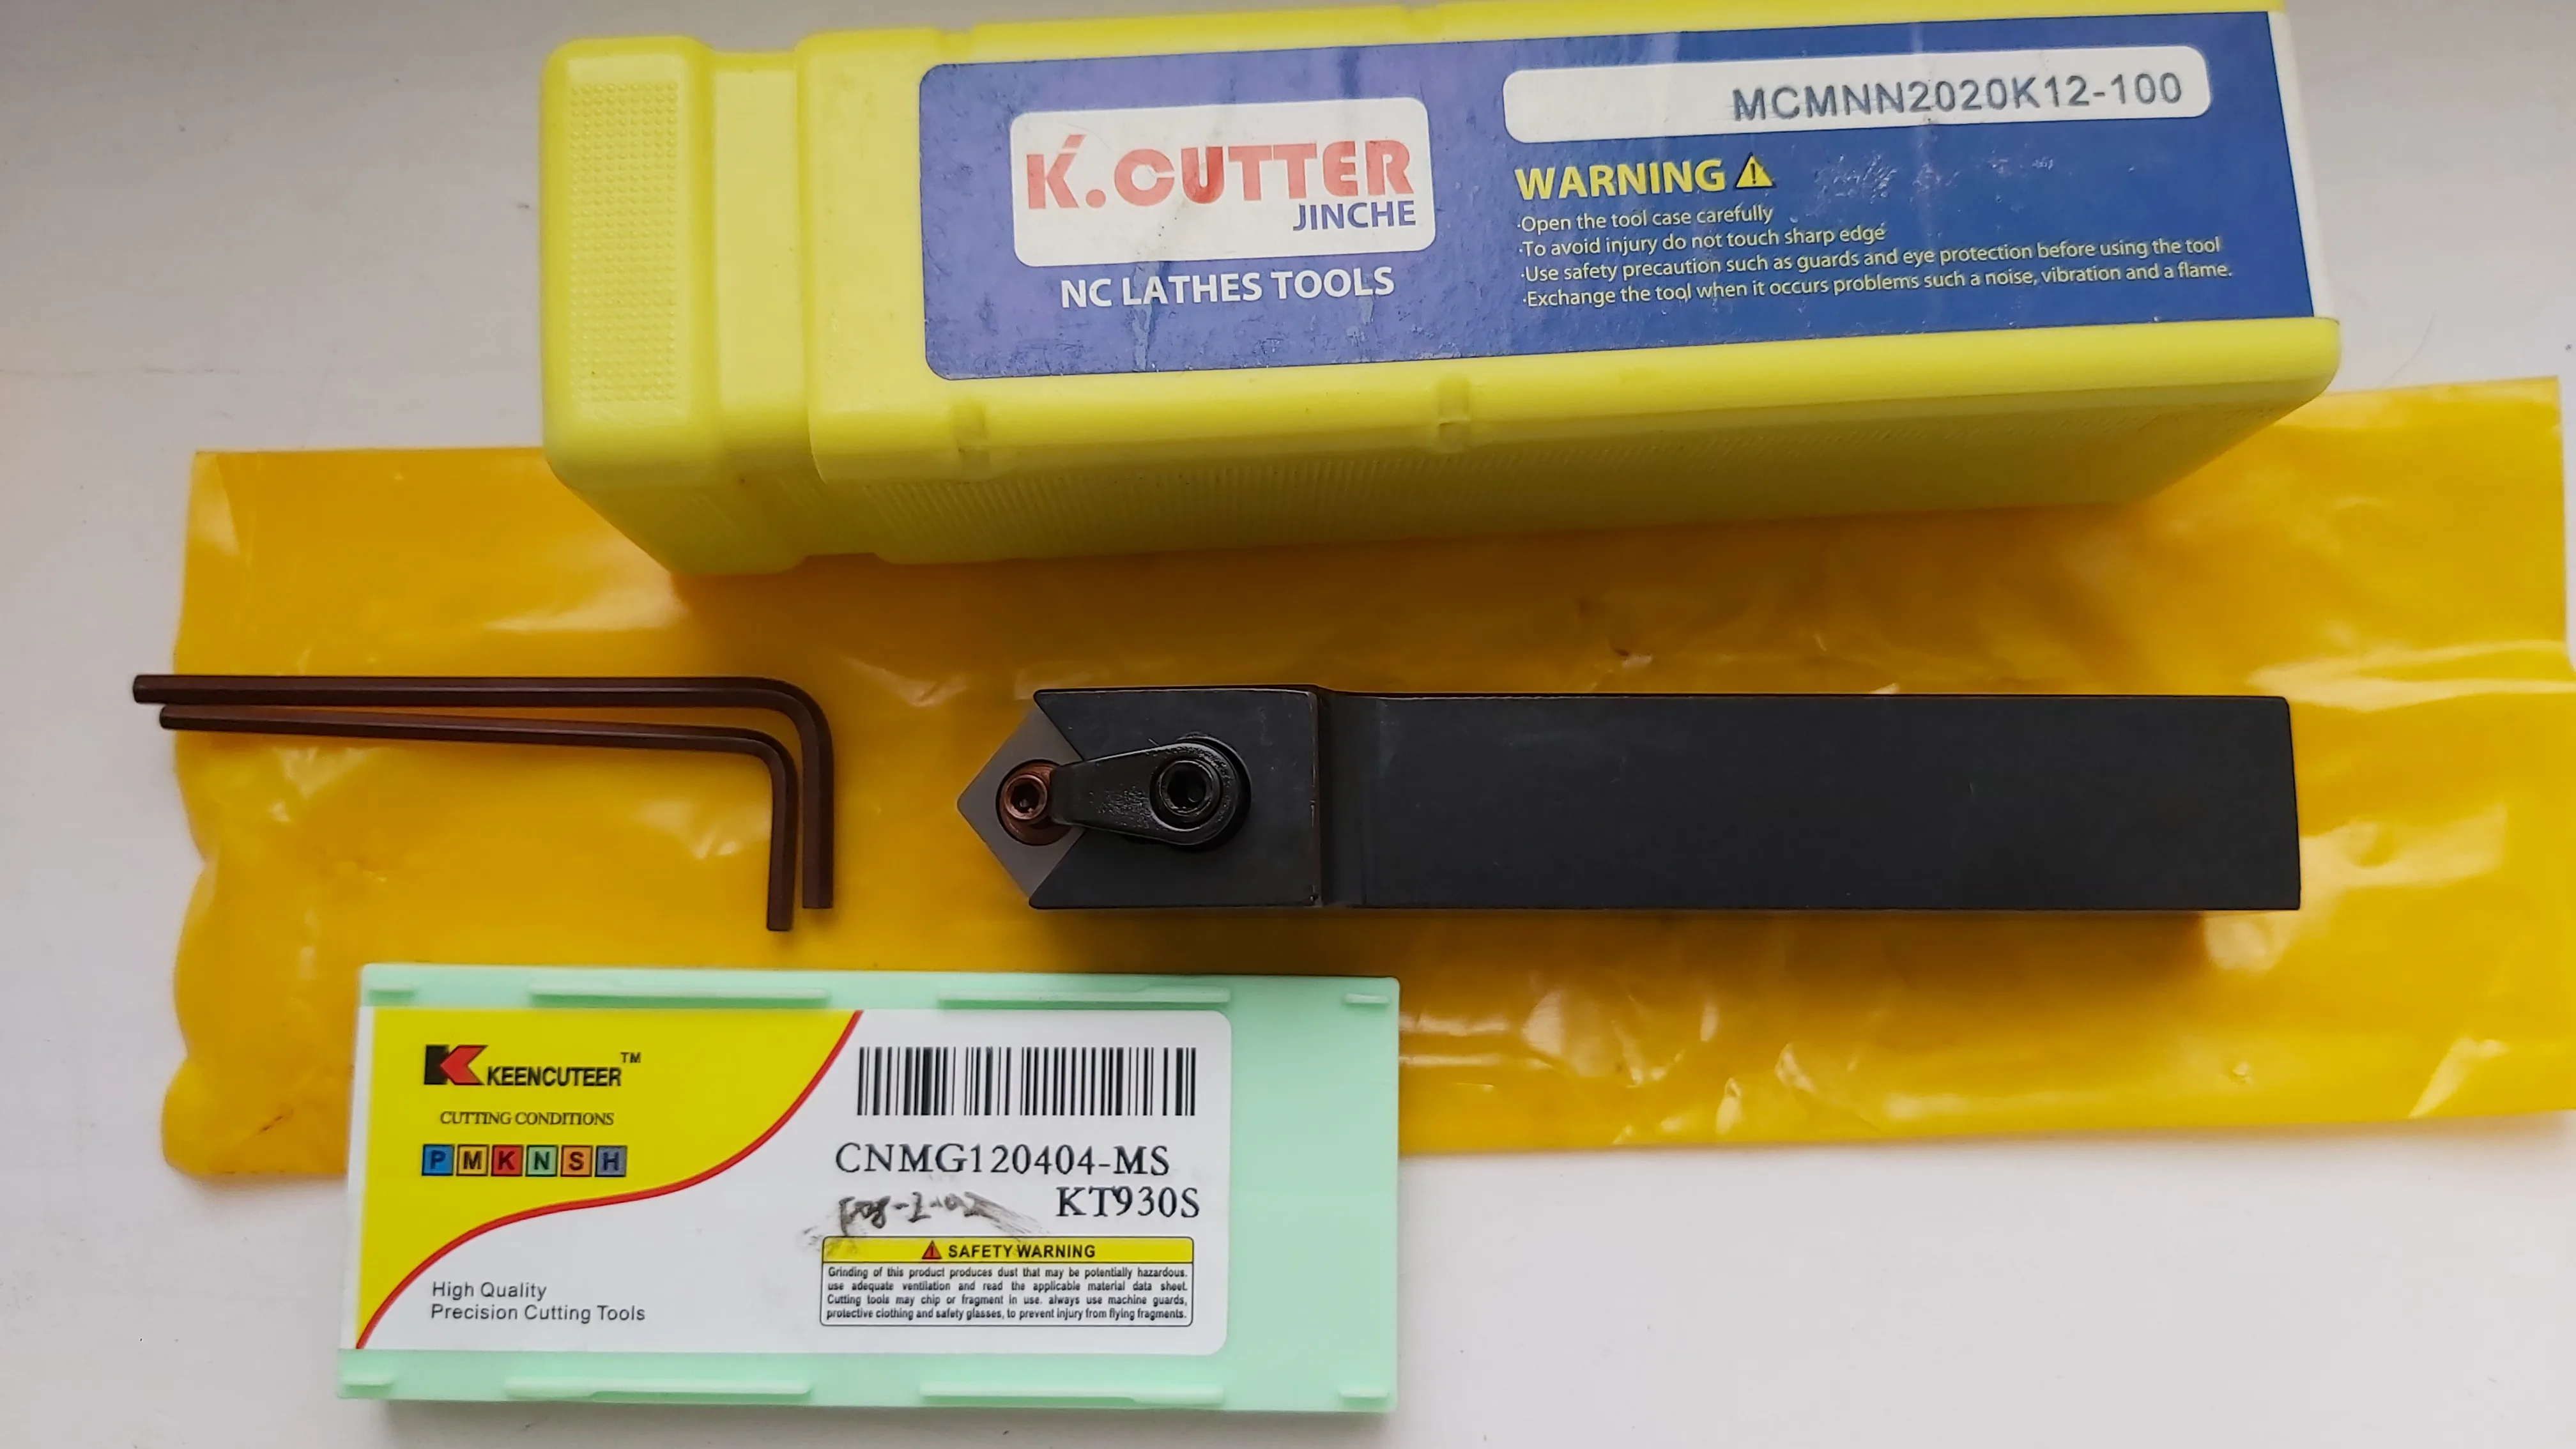 K.CUTTER
JINCHE
NC LATHES TOOLS
MCMNN2020K12-100
WARNING
·Open the tool case carefully
·To avoid injury do not touch sharp edge
·Use safety precaution such as guards and eye protection before using the tool
·Exchange the tool when it occurs problems such a noise, vibration and a flame.
K KEENCUTEER TM
CUTTING CONDITIONS
P M K N S H
High Quality
Precision Cutting Tools
CNMG120404-MS
KT930S
SAFETY WARNING
Grinding of this product produces dust that may be potentially hazardous.
use adequate ventilation and read the applicable material data sheet.
Cutting tools may chip or fragment in use. always use machine guards,
protective clothing and safety glasses, to prevent injury from flying fragments.